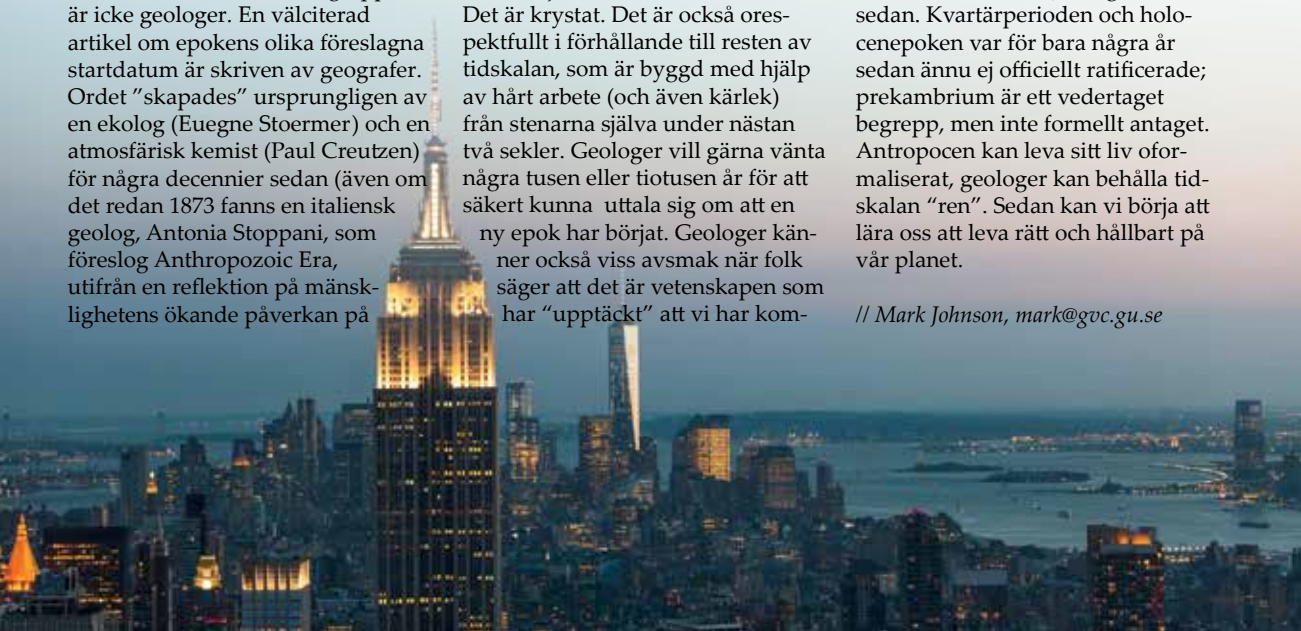 är icke geologer. En välciterad
artikel om epokens olika föreslagna
startdatum är skriven av geografer.
Ordet ”skapades” ursprungligen av
en ekolog (Euegne Stoermer) och en
atmosfärisk kemist (Paul Creutzen)
för några decennier sedan (även om
det redan 1873 fanns en italiensk
geolog, Antonia Stoppani, som
föreslog Anthropozoic Era,
utifrån en reflektion på mänsk-
lighetens ökande påverkan på
Det är krystat. Det är också ores-
pektfullt i förhållande till resten av
tidskalan, som är byggd med hjälp
av hårt arbete (och även kärlek)
från stenarna själva under nästan
två sekler. Geologer vill gärna vänta
några tusen eller tiotusen år för att
säkert kunna uttala sig om att en
ny epok har börjat. Geologer kän-
ner också viss avsmak när folk
säger att det är vetenskapen som
har “upptäckt” att vi har kom-
sedan. Kvartärperioden och holo-
cenepoken var för bara några år
sedan ännu ej officiellt ratificerade;
prekambrium är ett vedertaget
begrepp, men inte formellt antaget.
Antropocen kan leva sitt liv ofor-
maliserat, geologer kan behålla tid-
skalan “ren”. Sedan kan vi börja att
lära oss att leva rätt och hållbart på
vår planet.
// Mark Johnson, mark@gvc.gu.se